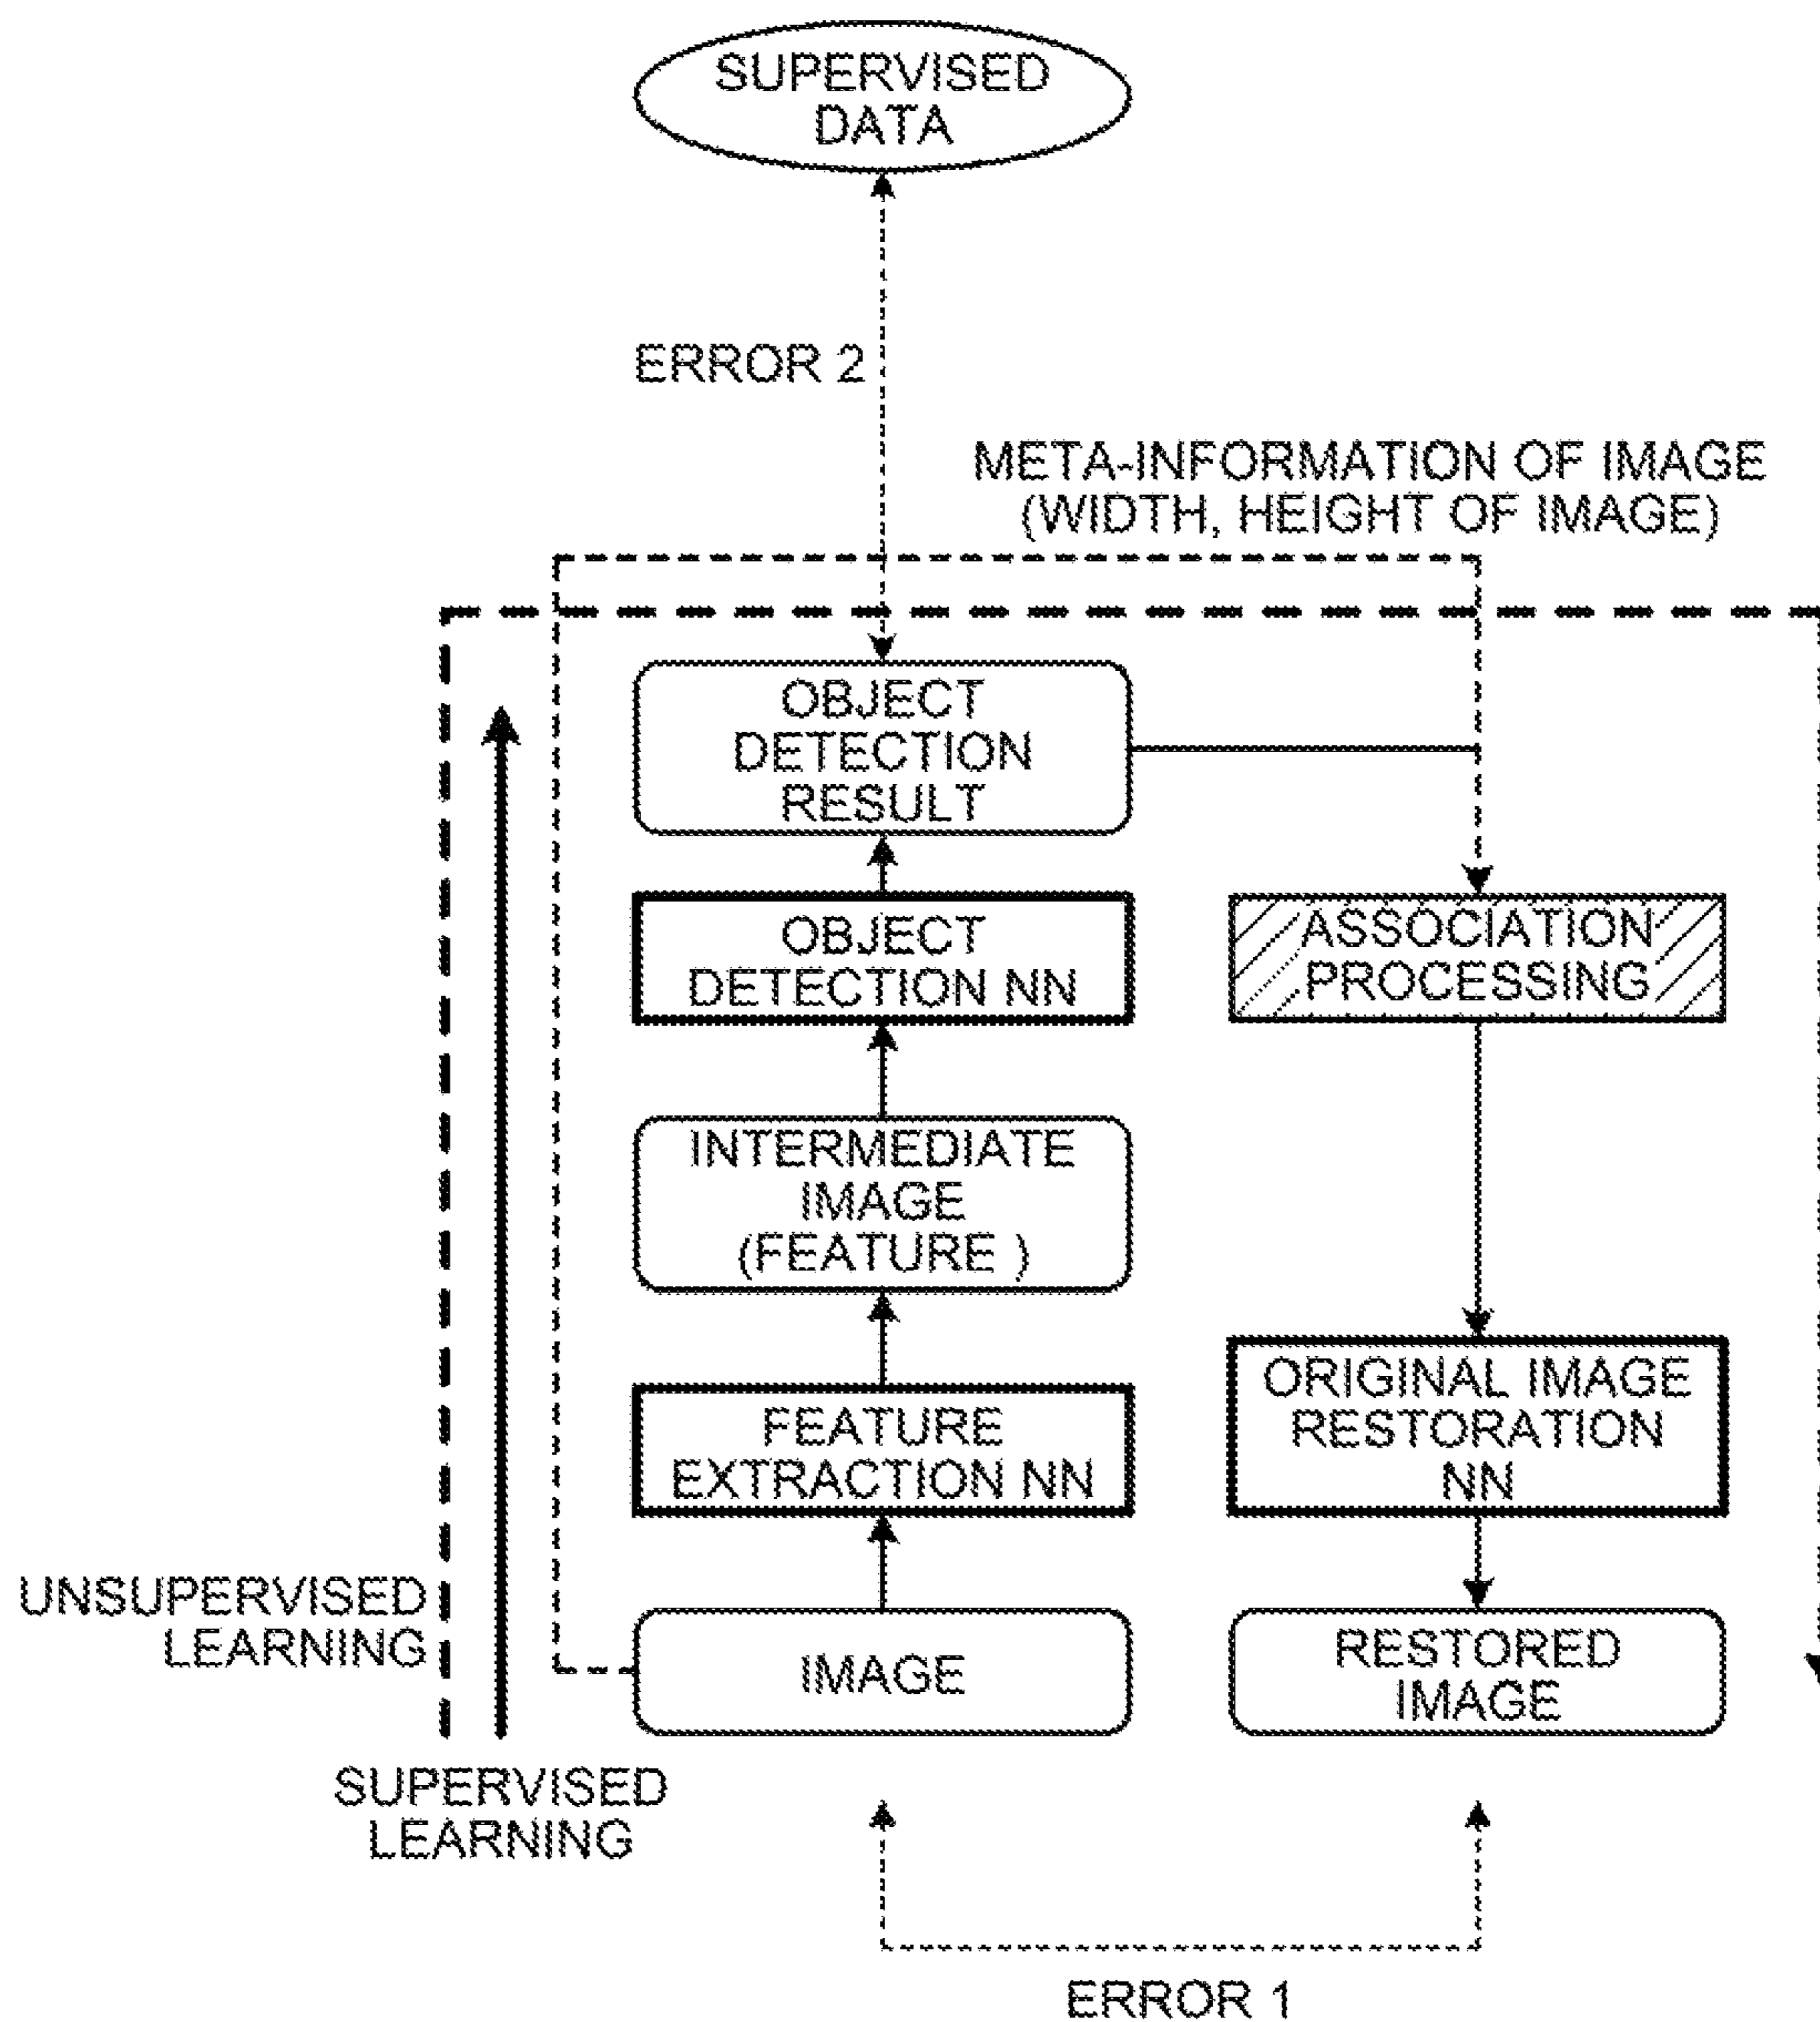 SUPERVISED
DATA
ERROR 2
META-INFORMATION OF IMAGE
(WIDTH, HEIGHT OF IMAGE)
OBJECT
DETECTION
RESULT
OBJECT
DETECTION NN
ASSOCIATION
PROCESSING
INTERMEDIATE
IMAGE
(FEATURE )
FEATURE
EXTRACTION NN
ORIGINAL IMAGE
RESTORATION
NN
UNSUPERVISED
LEARNING
IMAGE
RESTORED
IMAGE
SUPERVISED
LEARNING
ERROR 1